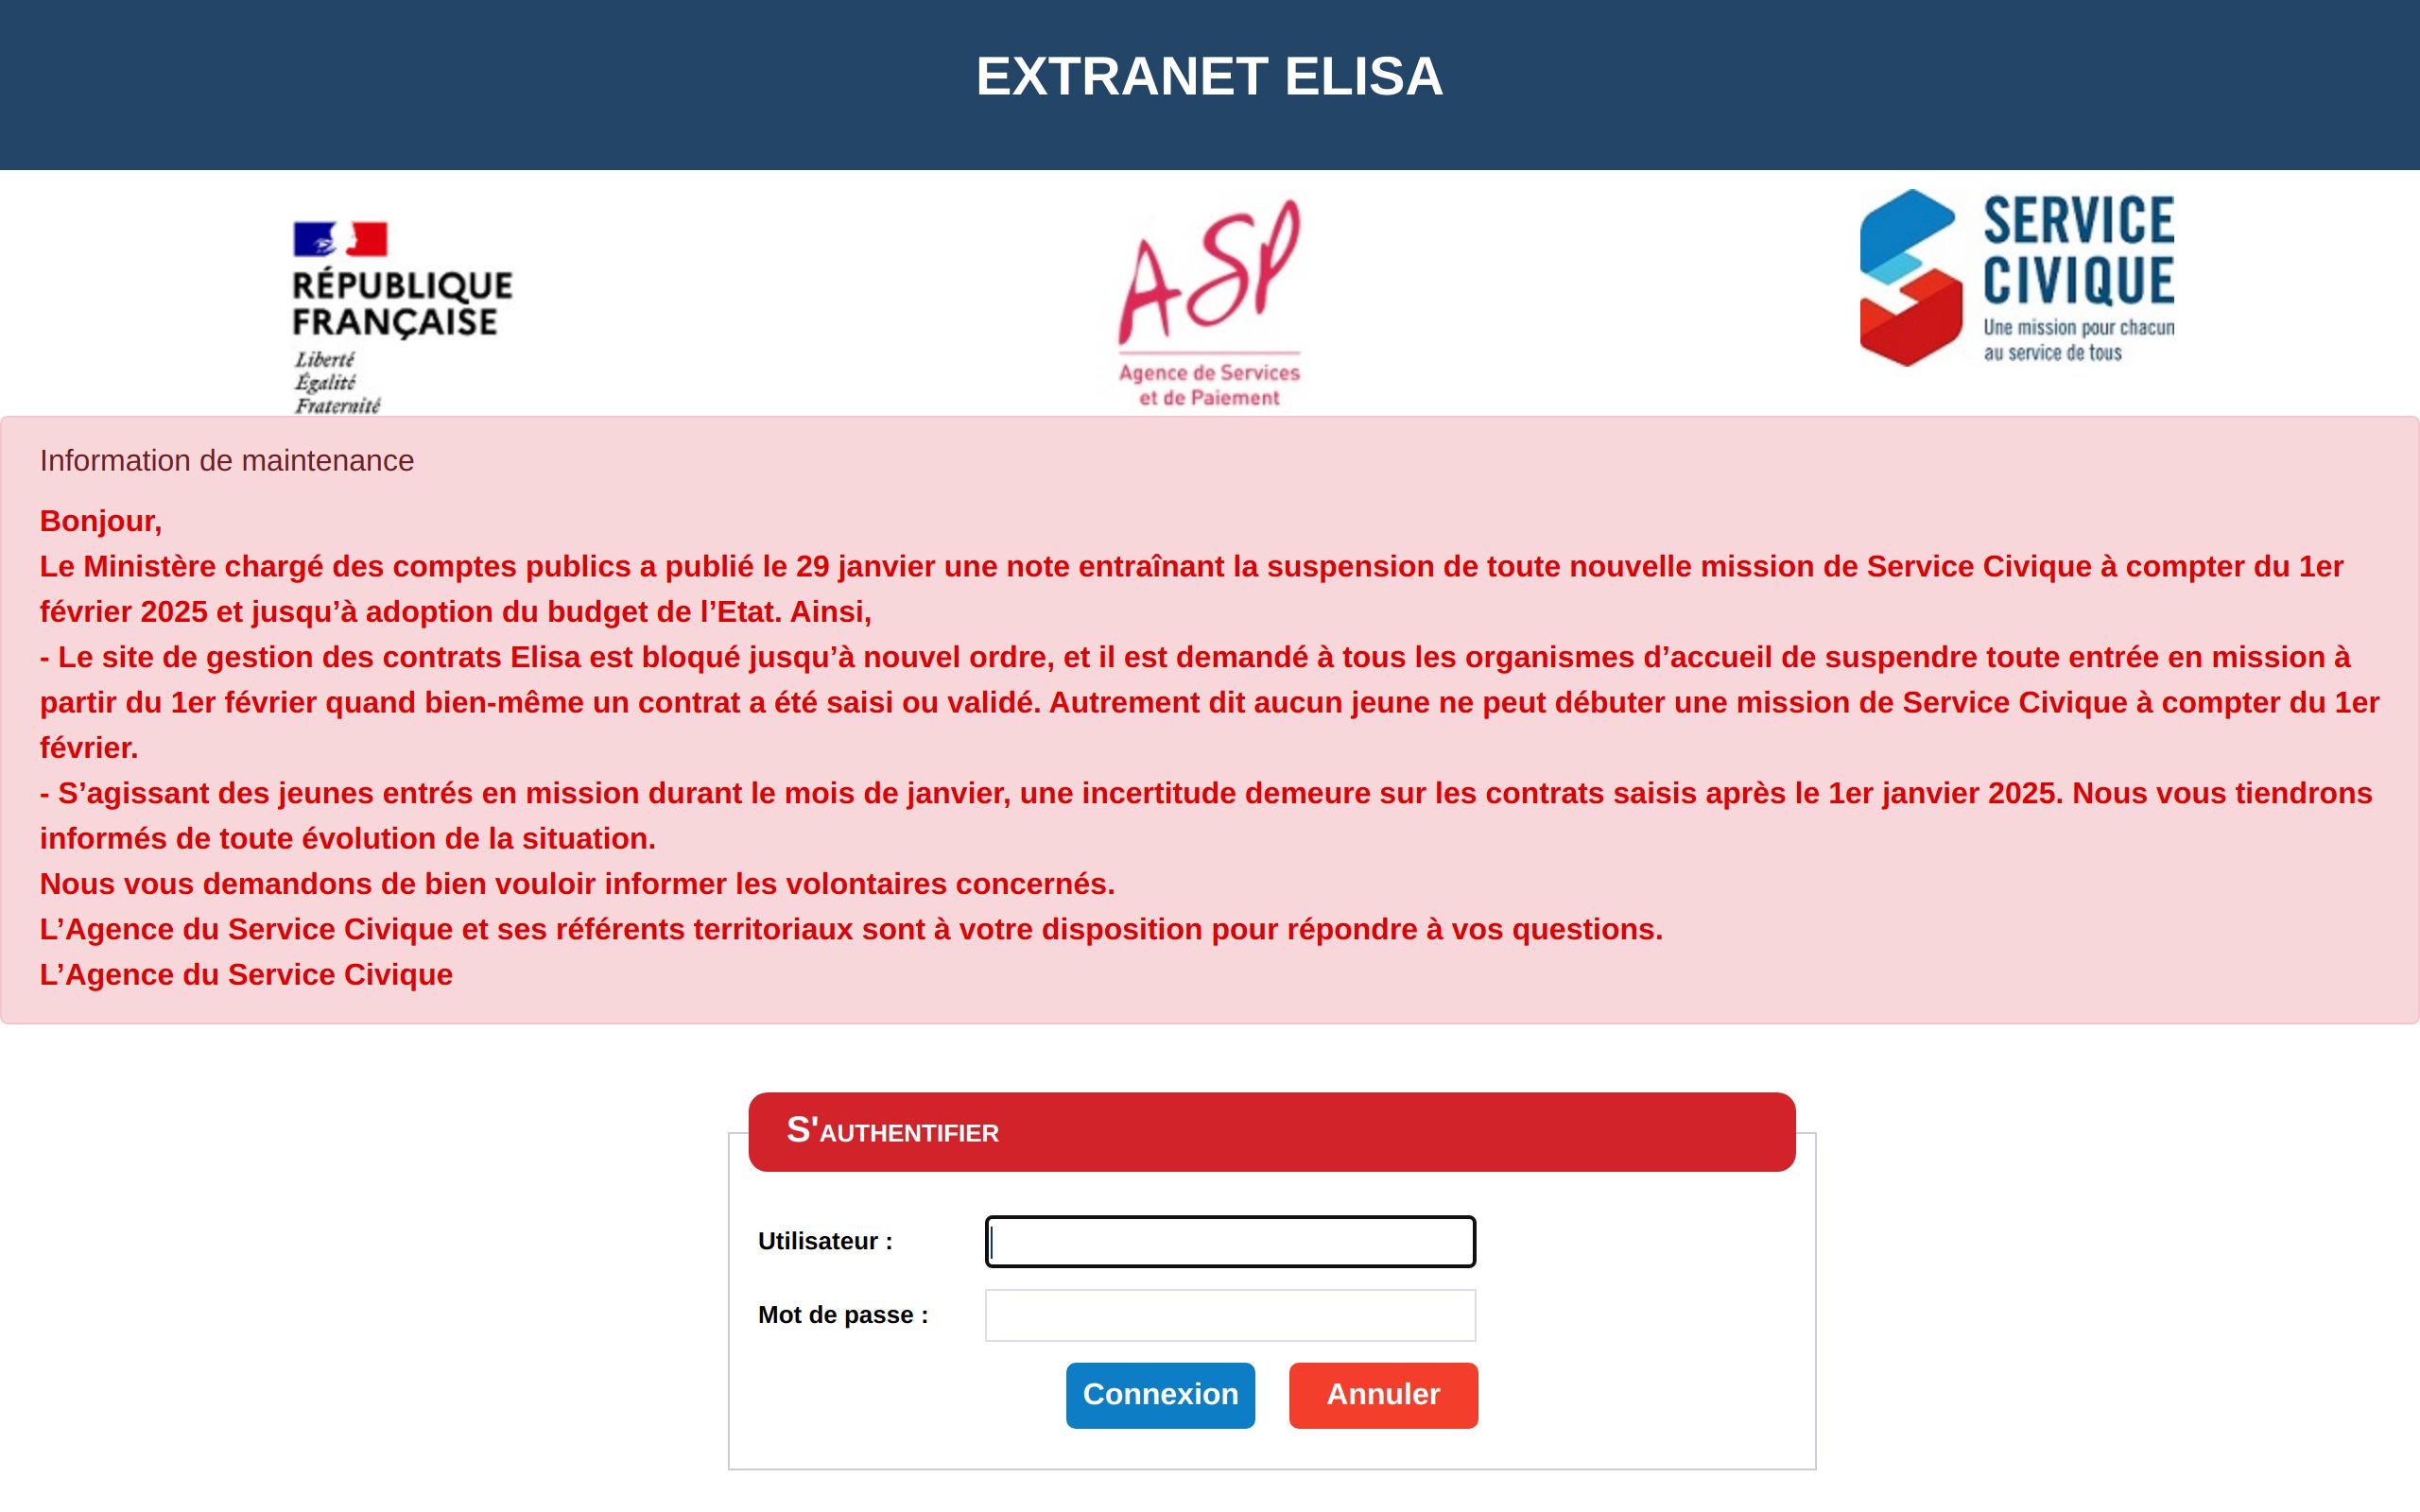 EXTRANET ELISA
RÉPUBLIQUE
FRANÇAISE
Liberté
Égalité
Fraternité
ASP
Agence de Services
et de Paiement
SERVICE
CIVIQUE
Une mission pour chacun
au service de tous
Information de maintenance
Bonjour,
Le Ministère chargé des comptes publics a publié le 29 janvier une note entraînant la suspension de toute nouvelle mission de Service Civique à compter du 1er
février 2025 et jusqu’à adoption du budget de l’Etat. Ainsi,
- Le site de gestion des contrats Elisa est bloqué jusqu’à nouvel ordre, et il est demandé à tous les organismes d’accueil de suspendre toute entrée en mission à
partir du 1er février quand bien-même un contrat a été saisi ou validé. Autrement dit aucun jeune ne peut débuter une mission de Service Civique à compter du 1er
février.
- S’agissant des jeunes entrés en mission durant le mois de janvier, une incertitude demeure sur les contrats saisis après le 1er janvier 2025. Nous vous tiendrons
informés de toute évolution de la situation.
Nous vous demandons de bien vouloir informer les volontaires concernés.
L’Agence du Service Civique et ses référents territoriaux sont à votre disposition pour répondre à vos questions.
L’Agence du Service Civique
S'AUTHENTIFIER
Utilisateur :
Mot de passe :
Connexion Annuler